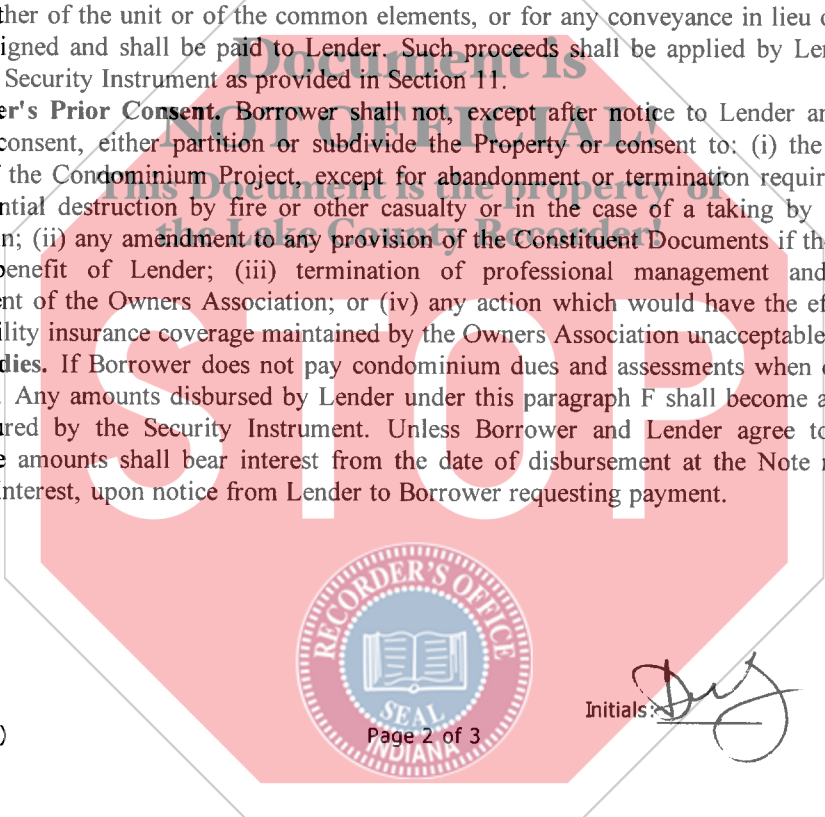 ther of the unit or of the common elements, or for any conveyance in lieu
igned and shall be paid to Lender. Such proceeds shall be applied by
Security Instrument as provided in Section 11.
er's Prior Consent. Borrower shall not, except after notice to Lender
consent, either partition or subdivide the Property or consent to: (i) the
the Condominium Project, except for abandonment or termination requir
ntial destruction by fire or other casualty or in the case of a taking by
n; (ii) any amendment to any provision of the Constituent Documents if
benefit of Lender; (iii) termination of professional management and
nt of the Owners Association; or (iv) any action which would have the
ility insurance coverage maintained by the Owners Association unacceptable
dies. If Borrower does not pay condominium dues and assessments when
Any amounts disbursed by Lender under this paragraph F shall become
red by the Security Instrument. Unless Borrower and Lender agree to
amounts shall bear interest from the date of disbursement at the Note
interest, upon notice from Lender to Borrower requesting payment.
Document is
NOT OFFICIAL!
This Document is the property of
the Lake County Recorder!
STOP
RECORDER'S OFFICE
SEAL
INDIANA
Initials:
)
Page 2 of 3